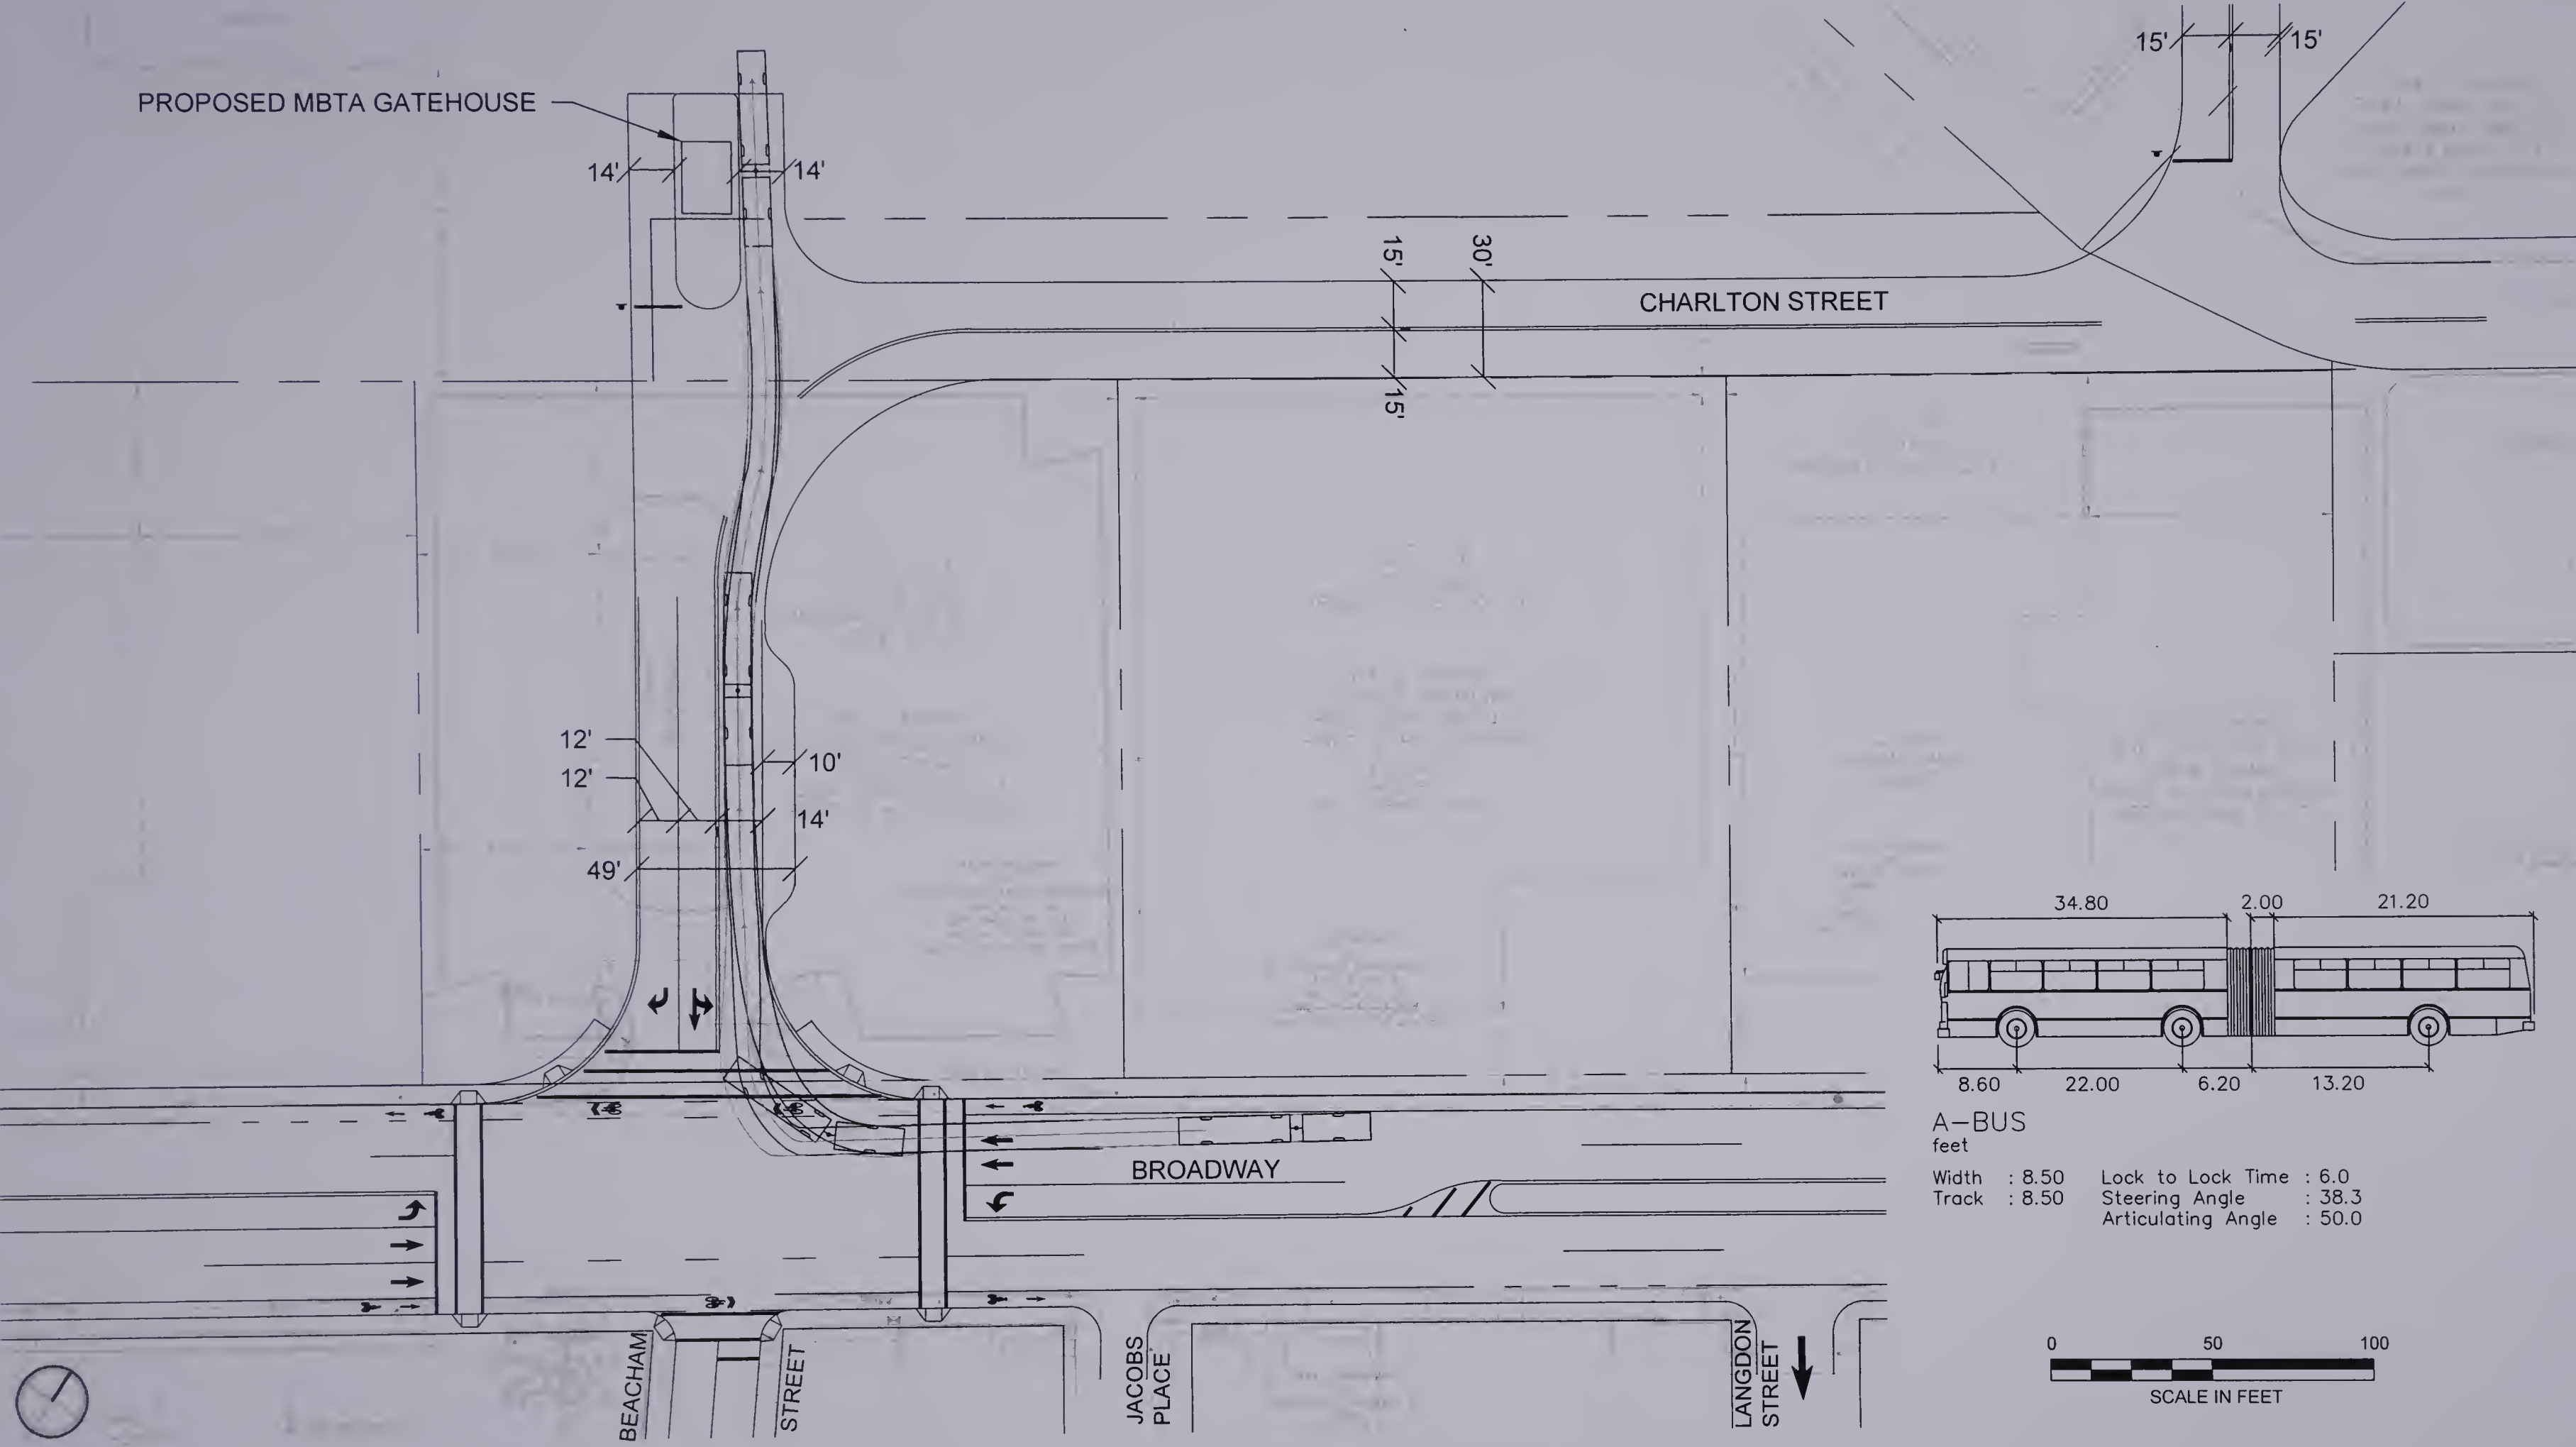 15' 15'
PROPOSED MBTA GATEHOUSE
14' 14'
15' 30'
CHARLTON STREET
15'
12'
10'
12'
14'
49'
34.80 2.00 21.20
8.60 22.00 6.20 13.20
A-BUS
feet
Width : 8.50 Lock to Lock Time : 6.0
Track : 8.50 Steering Angle : 38.3
Articulating Angle : 50.0
BROADWAY
BEACHAM
STREET
JACOBS
PLACE
LANGDON
STREET
0 50 100
SCALE IN FEET